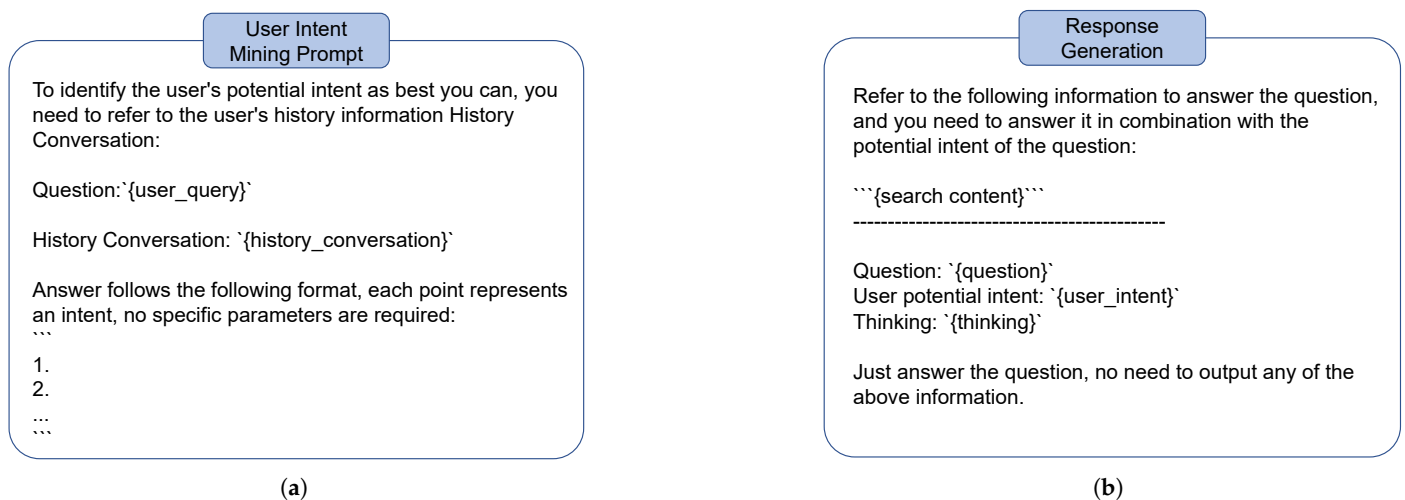 User Intent
Mining Prompt
To identify the user's potential intent as best you can, you
need to refer to the user's history information History
Conversation:
Question:`{user_query}`
History Conversation: `{history_conversation}`
Answer follows the following format, each point represents
an intent, no specific parameters are required:
```
1.
2.
...
```
(a)
Response
Generation
Refer to the following information to answer the question,
and you need to answer it in combination with the
potential intent of the question:
```{search content}```
---------------------------------------------
Question: `{question}`
User potential intent: `{user_intent}`
Thinking: `{thinking}`
Just answer the question, no need to output any of the
above information.
(b)